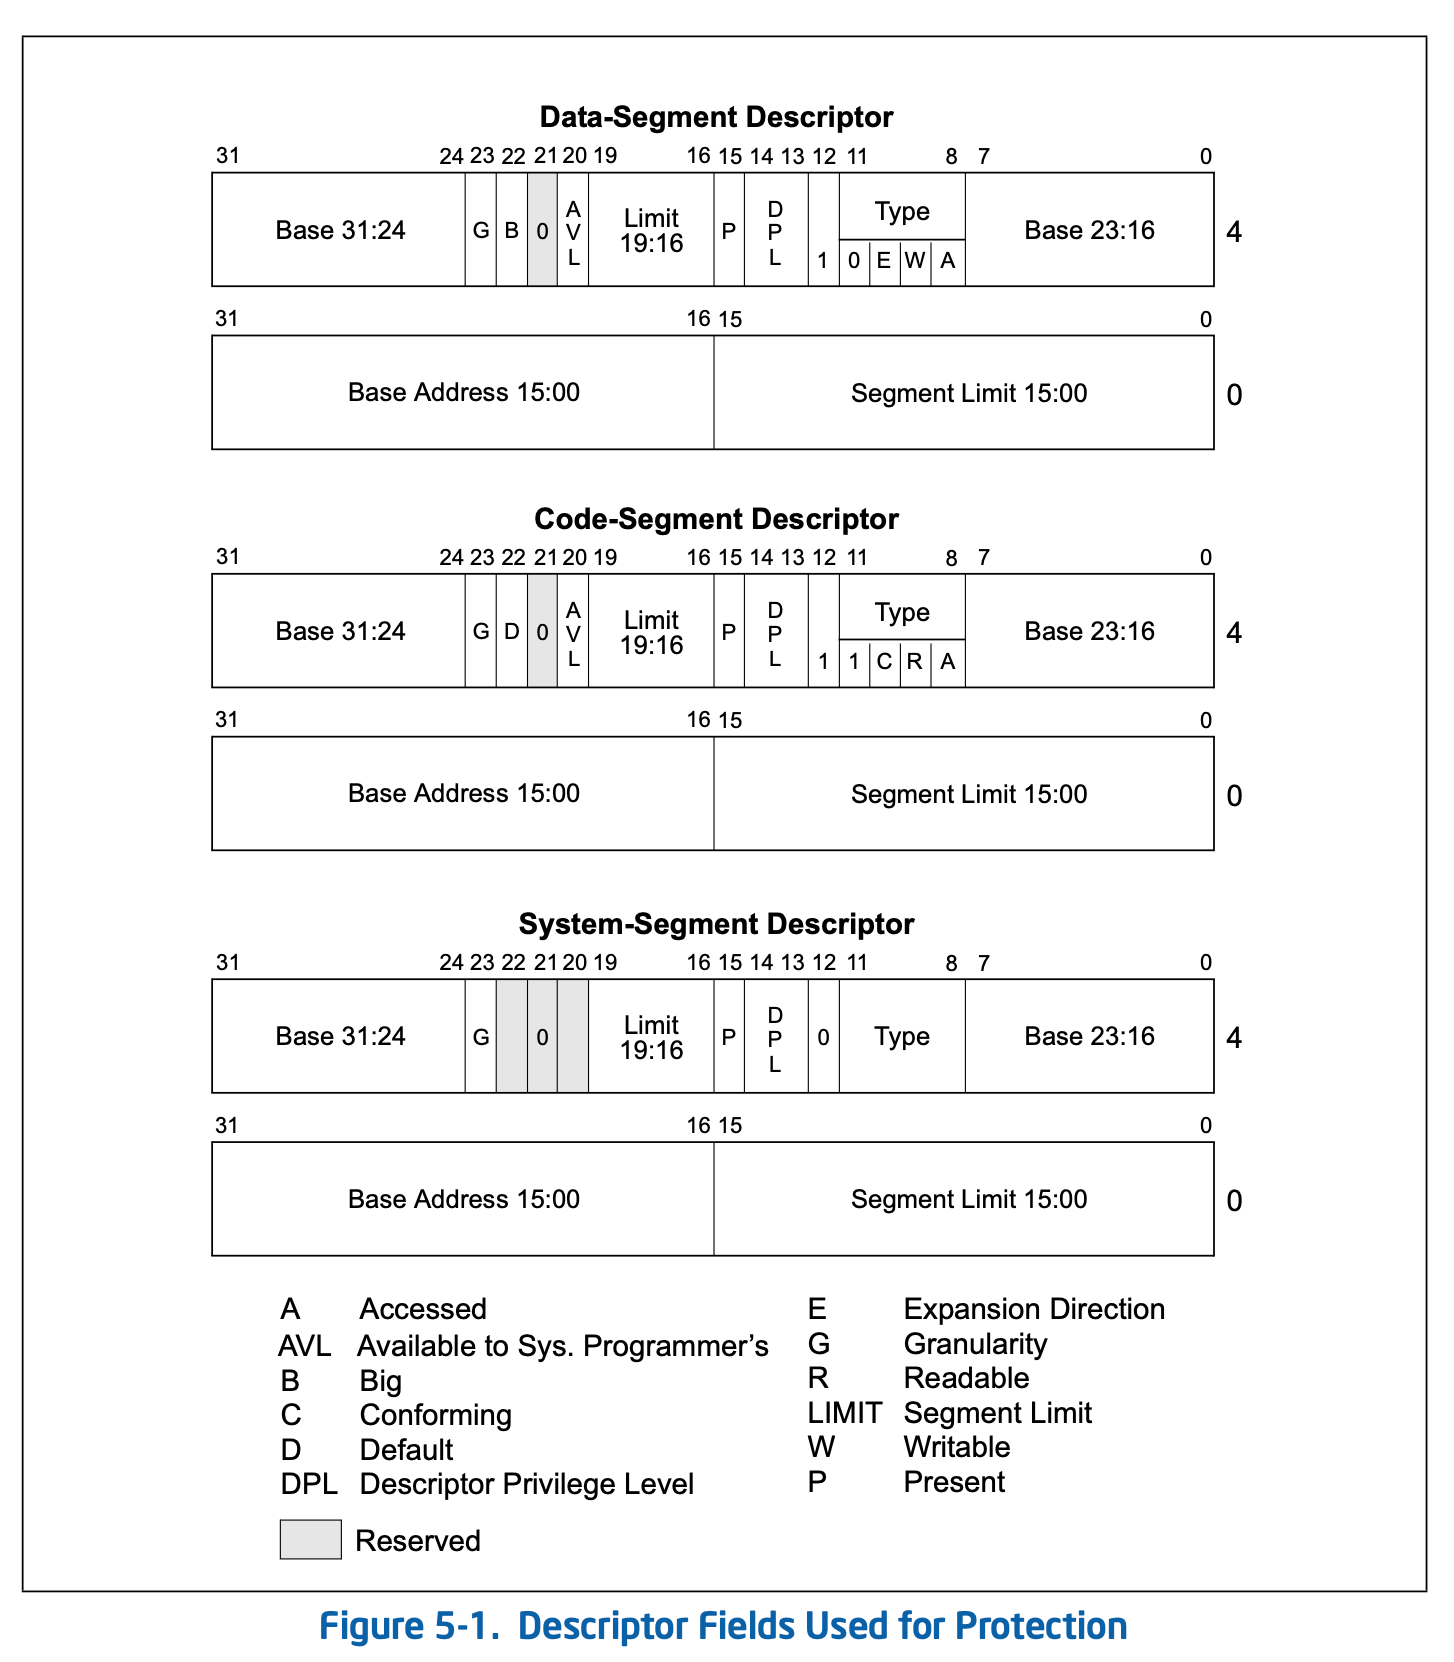 Data-Segment Descriptor
31 24 23 22 21 20 19 16 15 14 13 12 11 8 7 0
Base 31:24 G B 0 AVL Limit 19:16 P DPL 1 Type 0 E W A Base 23:16 4
31 16 15 0
Base Address 15:00 Segment Limit 15:00 0
Code-Segment Descriptor
31 24 23 22 21 20 19 16 15 14 13 12 11 8 7 0
Base 31:24 G D 0 AVL Limit 19:16 P DPL 1 Type 1 C R A Base 23:16 4
31 16 15 0
Base Address 15:00 Segment Limit 15:00 0
System-Segment Descriptor
31 24 23 22 21 20 19 16 15 14 13 12 11 8 7 0
Base 31:24 G 0 Limit 19:16 P DPL 0 Type Base 23:16 4
31 16 15 0
Base Address 15:00 Segment Limit 15:00 0
A Accessed
AVL Available to Sys. Programmer’s
B Big
C Conforming
D Default
DPL Descriptor Privilege Level
E Expansion Direction
G Granularity
R Readable
LIMIT Segment Limit
W Writable
P Present
Reserved
Figure 5-1. Descriptor Fields Used for Protection